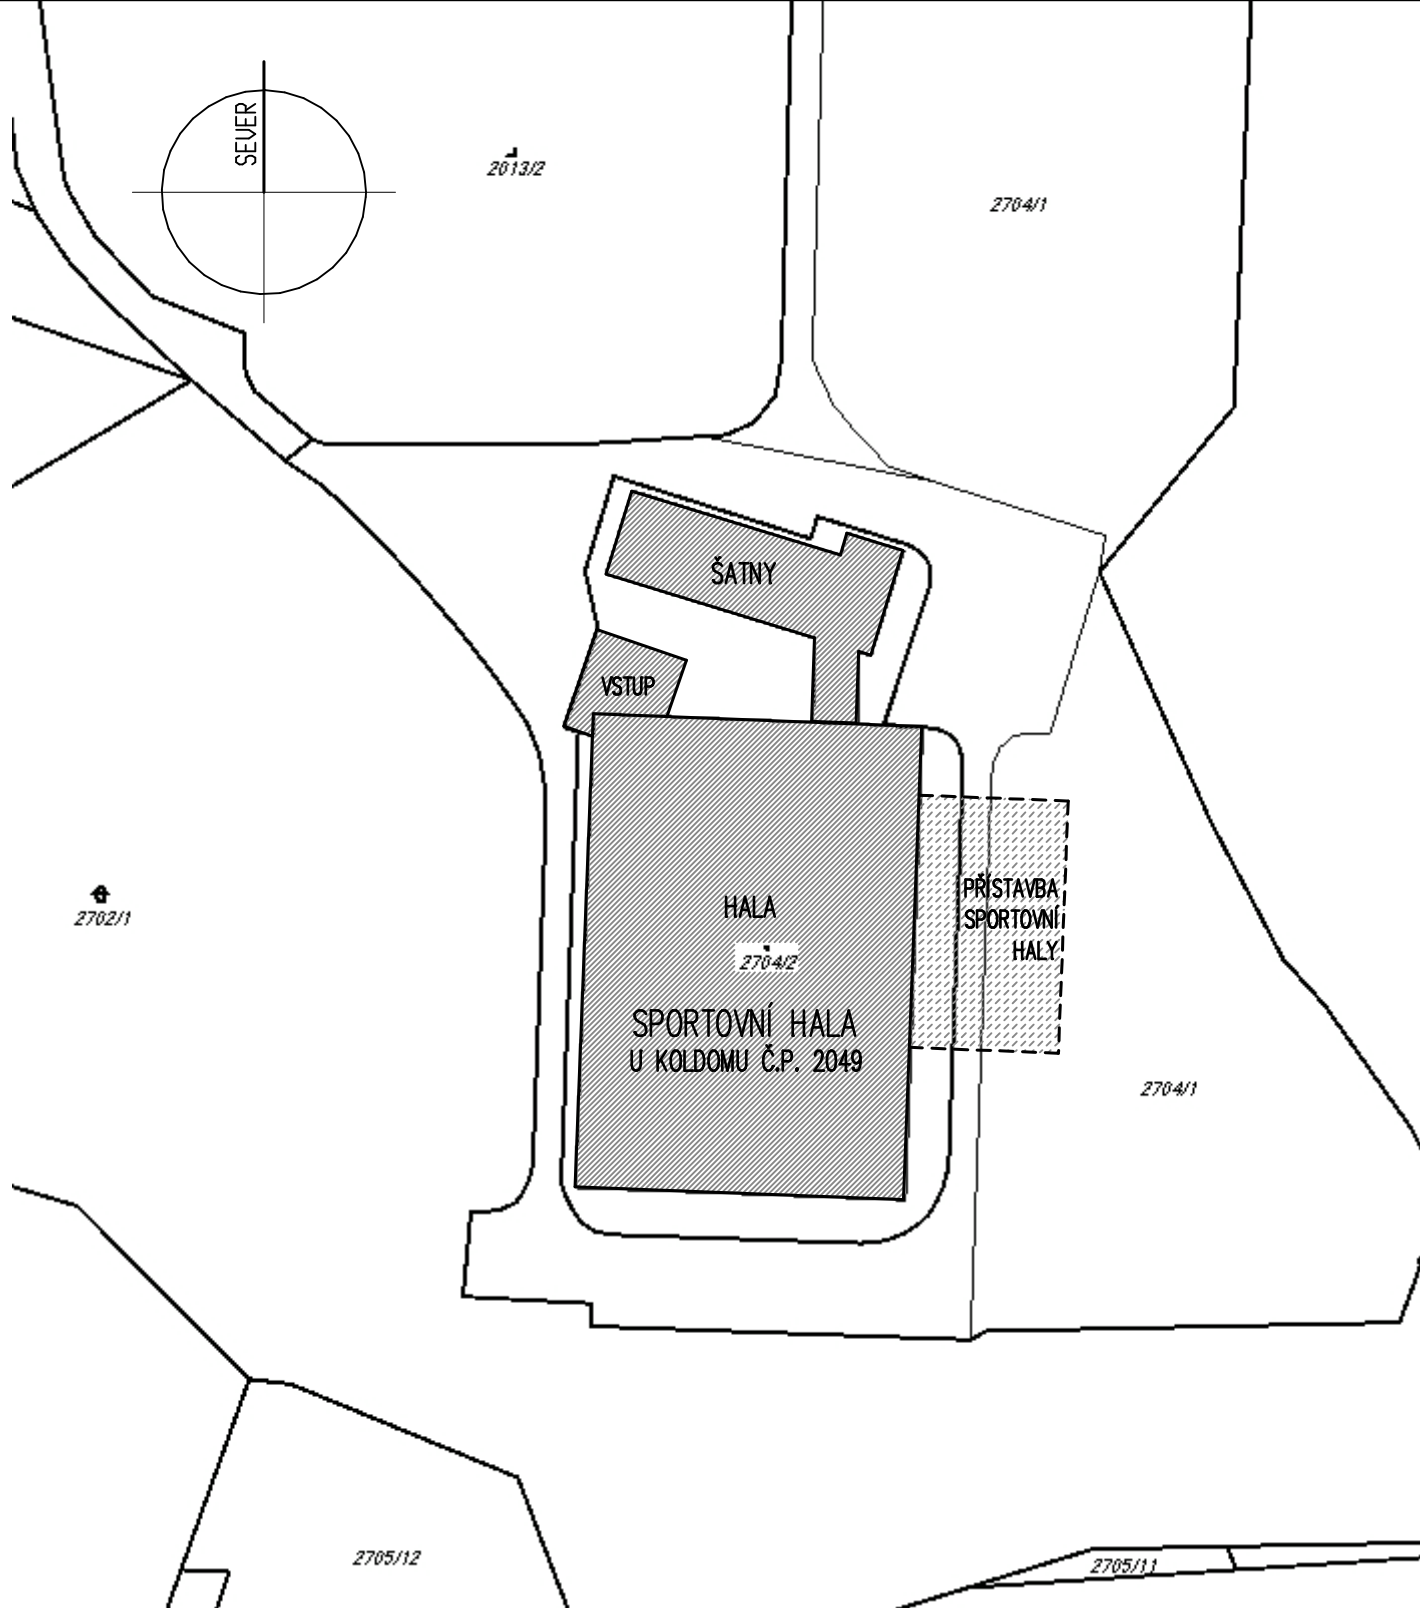 SEVER
2013/2
2704/1
ŠATNY
VSTUP
HALA
2704/2
SPORTOVNÍ HALA
U KOLDOMU Č.P. 2049
PŘÍSTAVBA
SPORTOVNÍ
HALY
2702/1
2704/1
2705/12
2705/11